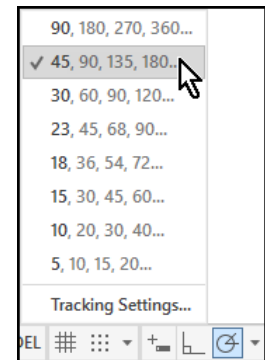 90, 180, 270, 360...
45, 90, 135, 180...
30, 60, 90, 120...
23, 45, 68, 90...
18, 36, 54, 72...
15, 30, 45, 60...
10, 20, 30, 40...
5, 10, 15, 20...
Tracking Settings...